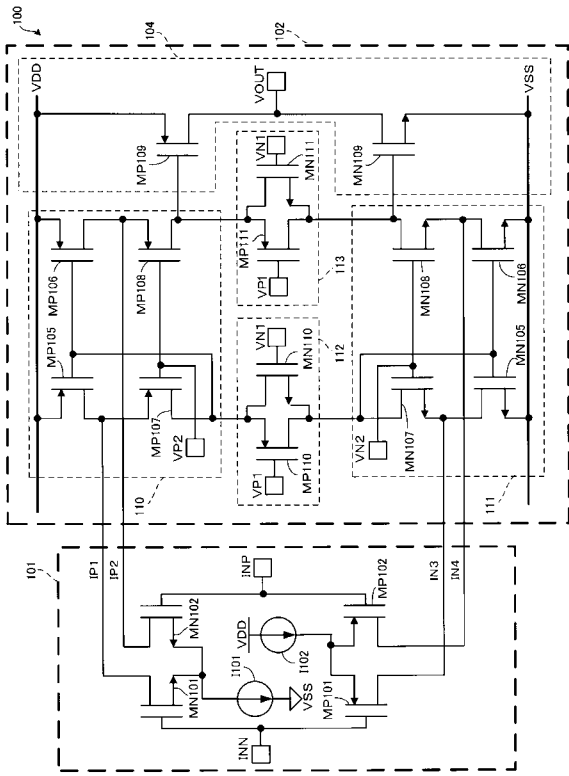 100
102
104
VDD
MP109
VOUT
MN109
VSS
MP106
MP105
MP108
MP107
VP2
110
VN1
MN111
MP111
VP1
113
VN1
MN110
112
VP1
MP110
MN108
MN106
MN107
MN105
VN2
111
101
IP1
IP2
IN3
IN4
INP
MN102
MN101
VDD
I102
I101
VSS
MP102
MP101
INN